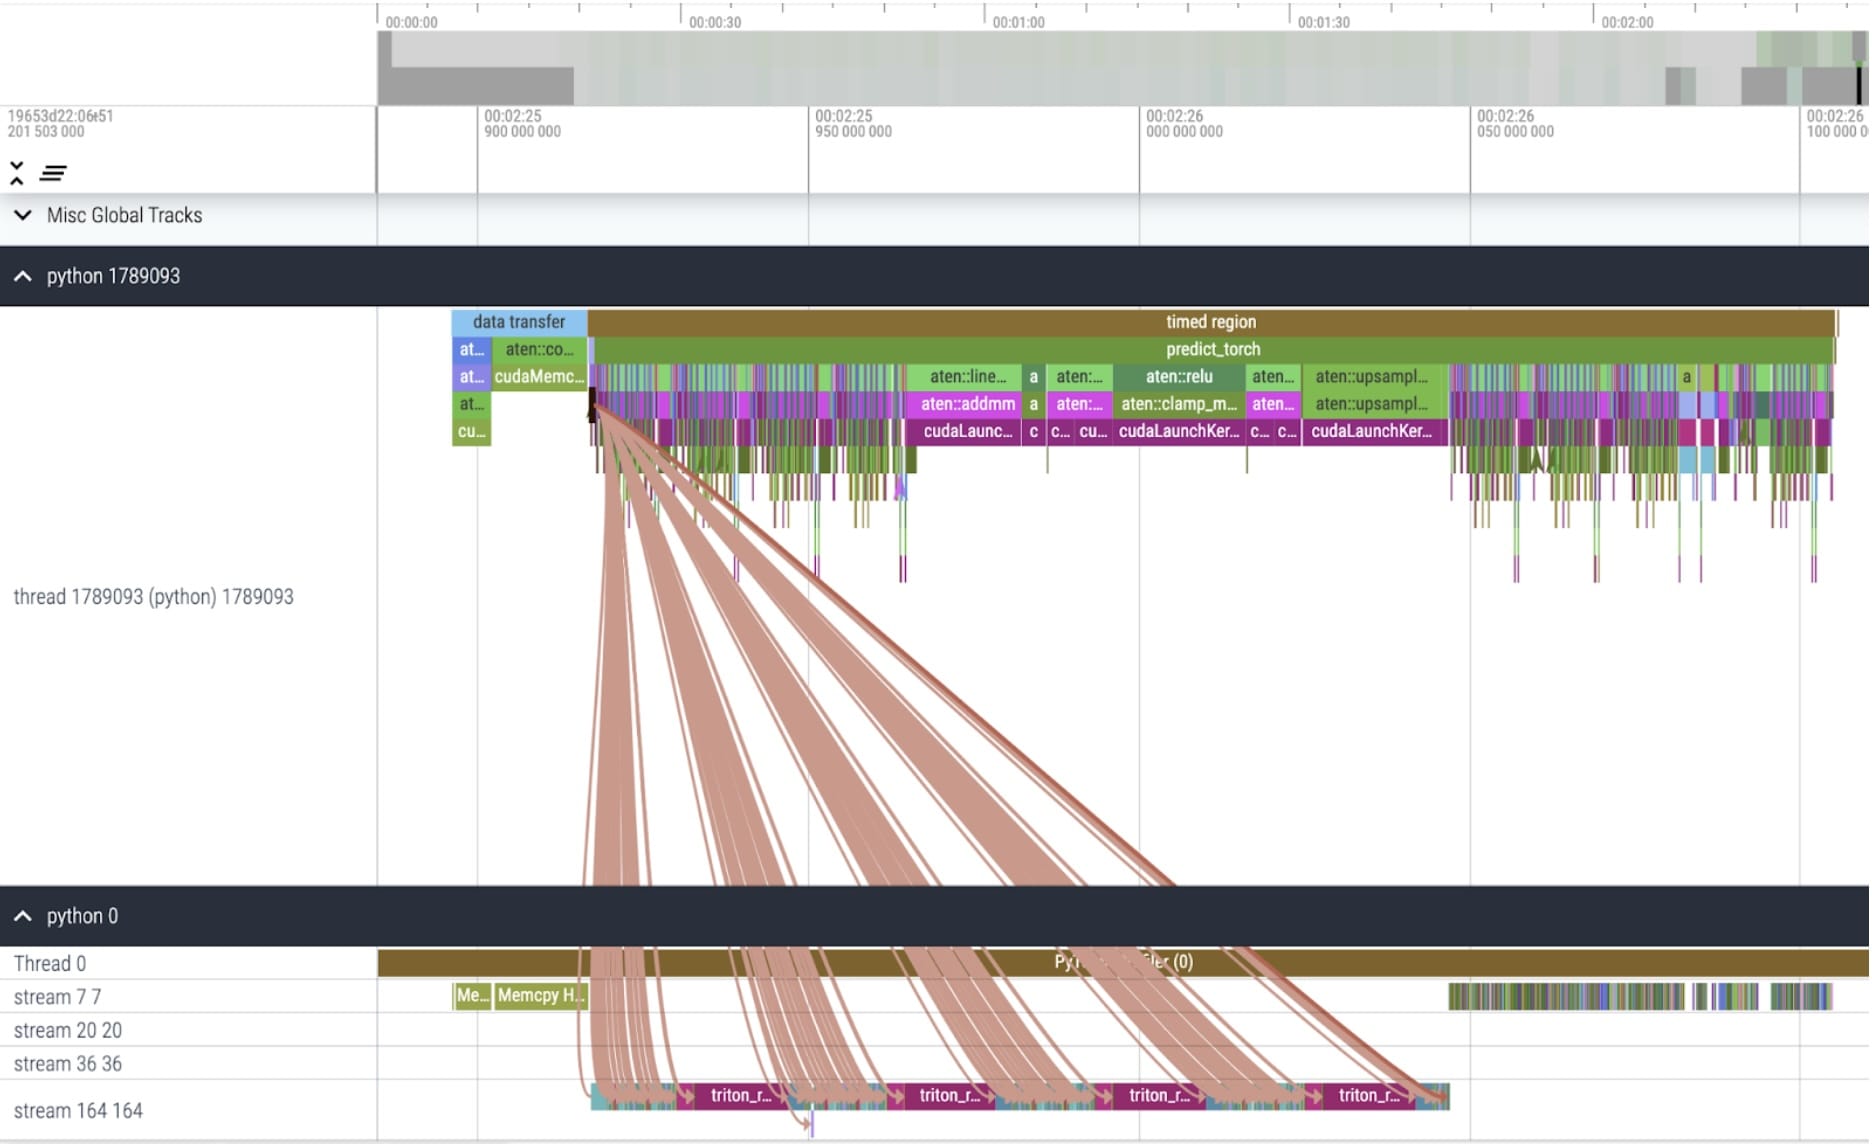 00:00:00 00:00:30 00:01:00 00:01:30 00:02:00
19653d22:06:51 00:02:25 00:02:25 00:02:26 00:02:26 00:02:26
201 503 000 900 000 000 950 000 000 000 000 000 050 000 000 100 000 0
Misc Global Tracks
python 1789093
data transfer timed region
at... aten::co... predict_torch
at... cudaMemc... aten::line... a aten:... aten::relu aten... aten::upsampl... a
at... aten::addmm a aten:... aten::clamp_m... aten... aten::upsampl...
cu... cudaLaunc... c c... cu... cudaLaunchKer... c... c... cudaLaunchKer...
thread 1789093 (python) 1789093
python 0
Thread 0 (0)
stream 7 7 Me... Memcpy H...
stream 20 20
stream 36 36
stream 164 164 triton_r... triton_r... triton_r... triton_r...